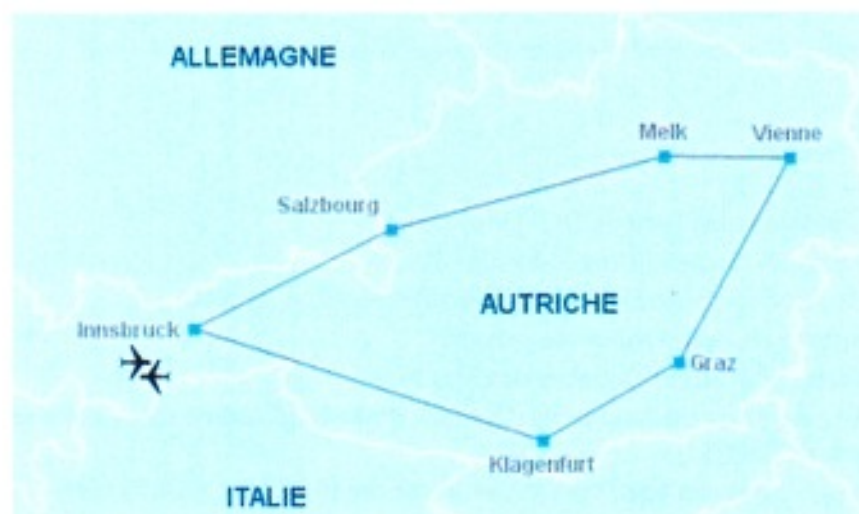 ALLEMAGNE
Melk
Vienne
Salzbourg
AUTRICHE
Innsbruck
Graz
Klagenfurt
ITALIE